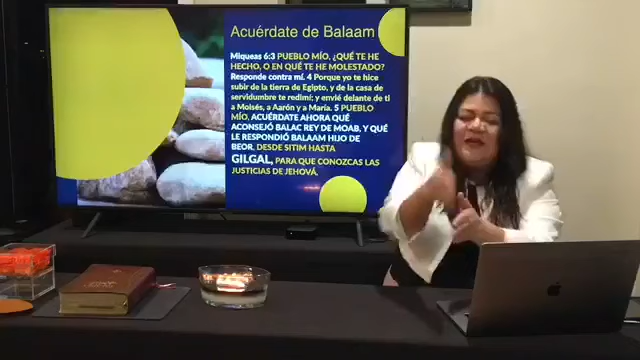 Acuérdate de Balaam
Miqueas 6:3 PUEBLO MÍO, ¿QUÉ TE HE
HECHO, O EN QUÉ TE HE MOLESTADO?
Responde contra mí. 4 Porque yo te hice
subir de la tierra de Egipto, y de la casa de
servidumbre te redimí; y envié delante de ti
a Moisés, a Aarón y a María. 5 PUEBLO
MÍO, ACUÉRDATE AHORA QUÉ
ACONSEJÓ BALAC REY DE MOAB, Y QUÉ
LE RESPONDIÓ BALAAM HIJO DE
BEOR, DESDE SITIM HASTA
GILGAL, PARA QUE CONOZCAS LAS
JUSTICIAS DE JEHOVÁ.